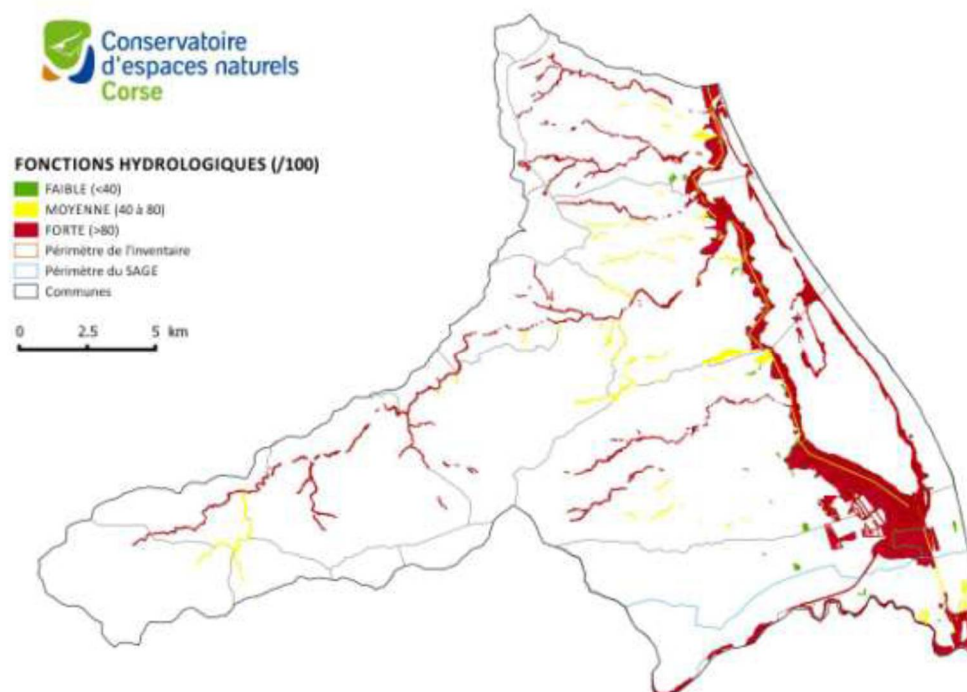 Conservatoire
d'espaces naturels
Corse
FONCTIONS HYDROLOGIQUES (/100)
FAIBLE (<40)
MOYENNE (40 à 80)
FORTE (>80)
Périmètre de l'inventaire
Périmètre du SAGE
Communes
0 2.5 5 km